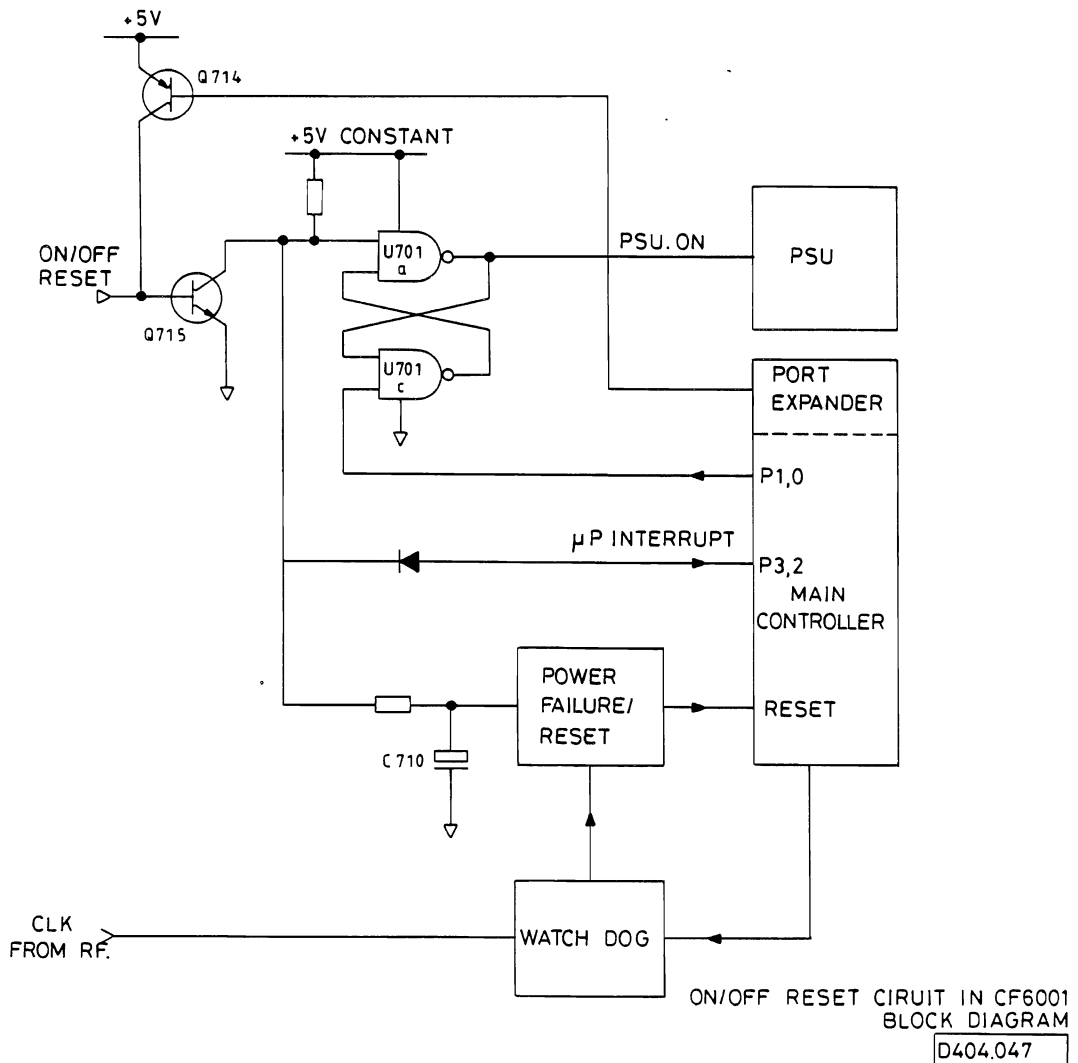 +5V
Q714
+5V CONSTANT
ON/OFF
RESET
Q715
U701
a
PSU.ON
PSU
U701
c
PORT
EXPANDER
P1,0
µP INTERRUPT
P3,2
MAIN
CONTROLLER
POWER
FAILURE/
RESET
RESET
C710
CLK
FROM RF.
WATCH DOG
ON/OFF RESET CIRUIT IN CF6001
BLOCK DIAGRAM
D404.047